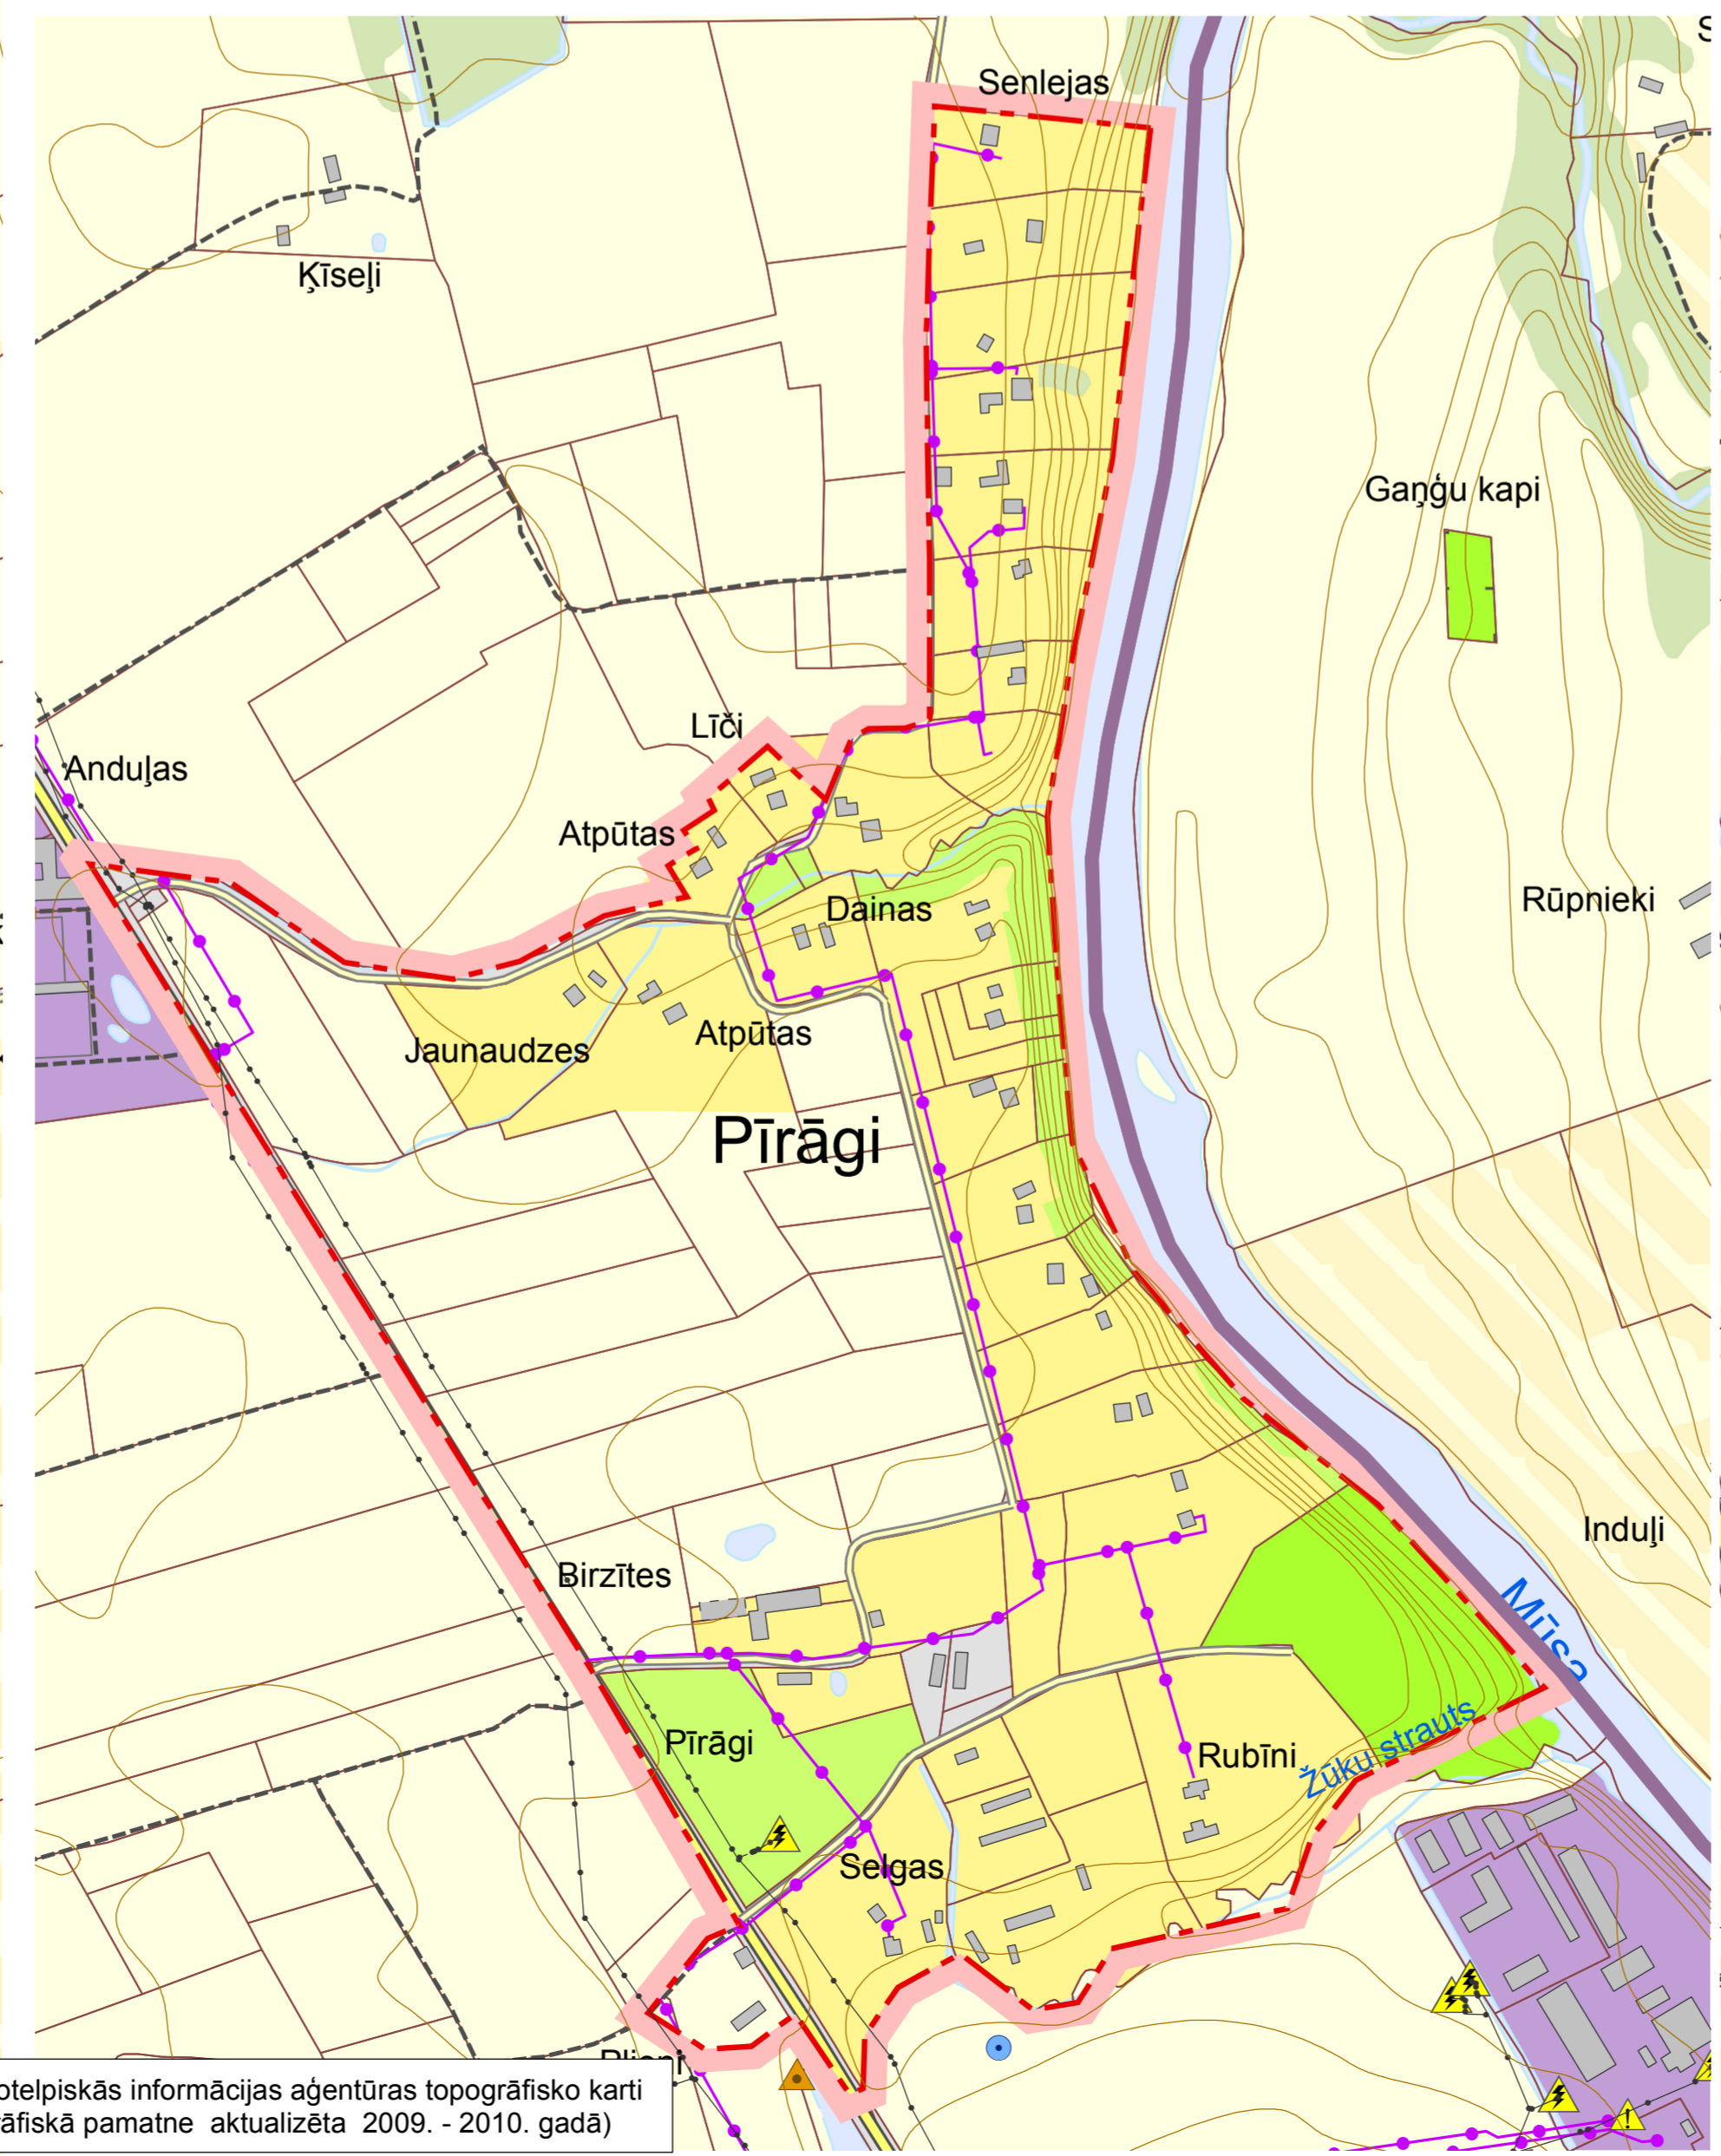 Senlejas
Ķīseļi
Gaņģu kapi
Līči
Anduļas
Atpūtas
Dainas
Rūpnieki
Atpūtas
Jaunaudzes
Pīrāgi
Induļi
Birzītes
Mūsa
Pīrāgi
Žūku strauts
Rubīni
Selgas
otelpiskās informācijas aģentūras topogrāfisko karti
āfiskā pamatne aktualizēta 2009. - 2010. gadā)